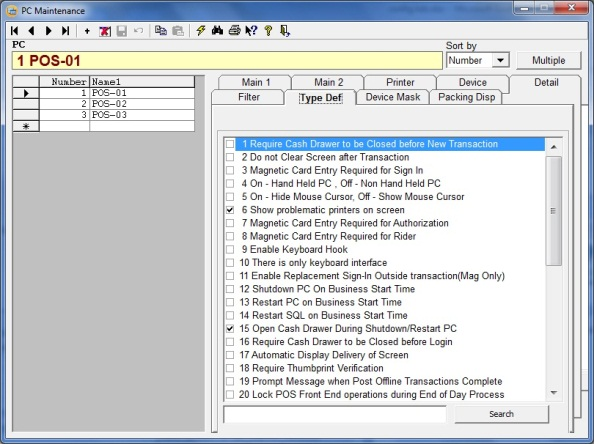 PC Maintenance
PC
1 POS-01
Sort by
Number
Multiple
Number Name1
1 POS-01
2 POS-02
3 POS-03
Main 1 Main 2 Printer Device Detail
Filter Type Def Device Mask Packing Disp
1 Require Cash Drawer to be Closed before New Transaction
2 Do not Clear Screen after Transaction
3 Magnetic Card Entry Required for Sign In
4 On - Hand Held PC , Off - Non Hand Held PC
5 On - Hide Mouse Cursor, Off - Show Mouse Cursor
6 Show problematic printers on screen
7 Magnetic Card Entry Required for Authorization
8 Magnetic Card Entry Required for Rider
9 Enable Keyboard Hook
10 There is only keyboard interface
11 Enable Replacement Sign-In Outside transaction(Mag Only)
12 Shutdown PC On Business Start Time
13 Restart PC on Business Start Time
14 Restart SQL on Business Start Time
15 Open Cash Drawer During Shutdown/Restart PC
16 Require Cash Drawer to be Closed before Login
17 Automatic Display Delivery of Screen
18 Require Thumbprint Verification
19 Prompt Message when Post Offline Transactions Complete
20 Lock POS Front End operations during End of Day Process
Search